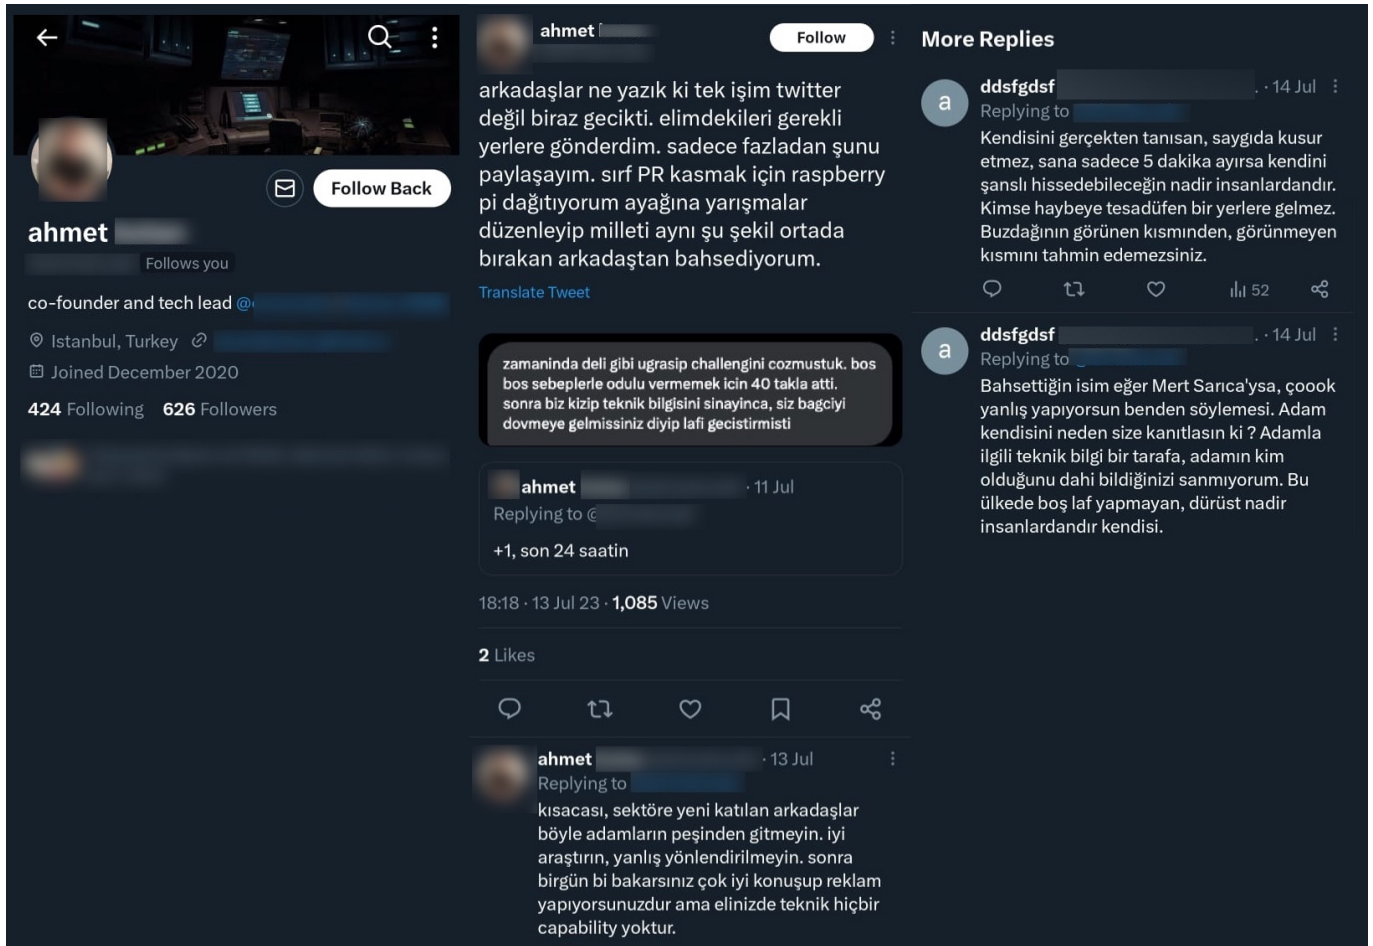 Follow Back
ahmet
Follows you
co-founder and tech lead @
Istanbul, Turkey
Joined December 2020
424 Following 626 Followers
ahmet
Follow
arkadaşlar ne yazık ki tek işim twitter
değil biraz gecikti. elimdekileri gerekli
yerlere gönderdim. sadece fazladan şunu
paylaşayım. sırf PR kasmak için raspberry
pi dağıtıyorum ayağına yarışmalar
düzenleyip milleti aynı şu şekil ortada
bırakan arkadaştan bahsediyorum.
Translate Tweet
zamaninda deli gibi ugrasip challengini cozmustuk. bos
bos sebeplerle odulu vermemek icin 40 takla atti.
sonra biz kizip teknik bilgisini sinayinca, siz bagciyi
dovmeye gelmissiniz diyip lafi gecistirmisti
ahmet · 11 Jul
Replying to @
+1, son 24 saatin
18:18 · 13 Jul 23 · 1,085 Views
2 Likes
ahmet · 13 Jul
Replying to
kısacası, sektöre yeni katılan arkadaşlar
böyle adamların peşinden gitmeyin. iyi
araştırın, yanlış yönlendirilmeyin. sonra
birgün bi bakarsınız çok iyi konuşup reklam
yapıyorsunuzdur ama elinizde teknik hiçbir
capability yoktur.
More Replies
a
ddsfgdsf . · 14 Jul
Replying to
Kendisini gerçekten tanısan, saygıda kusur
etmez, sana sadece 5 dakika ayırsa kendini
şanslı hissedebileceğin nadir insanlardandır.
Kimse haybeye tesadüfen bir yerlere gelmez.
Buzdağının görünen kısmından, görünmeyen
kısmını tahmin edemezsiniz.
52
a
ddsfgdsf . · 14 Jul
Replying to
Bahsettiğin isim eğer Mert Sarıca'ysa, çoook
yanlış yapıyorsun benden söylemesi. Adam
kendisini neden size kanıtlasın ki ? Adamla
ilgili teknik bilgi bir tarafa, adamın kim
olduğunu dahi bildiğinizi sanmıyorum. Bu
ülkede boş laf yapmayan, dürüst nadir
insanlardandır kendisi.